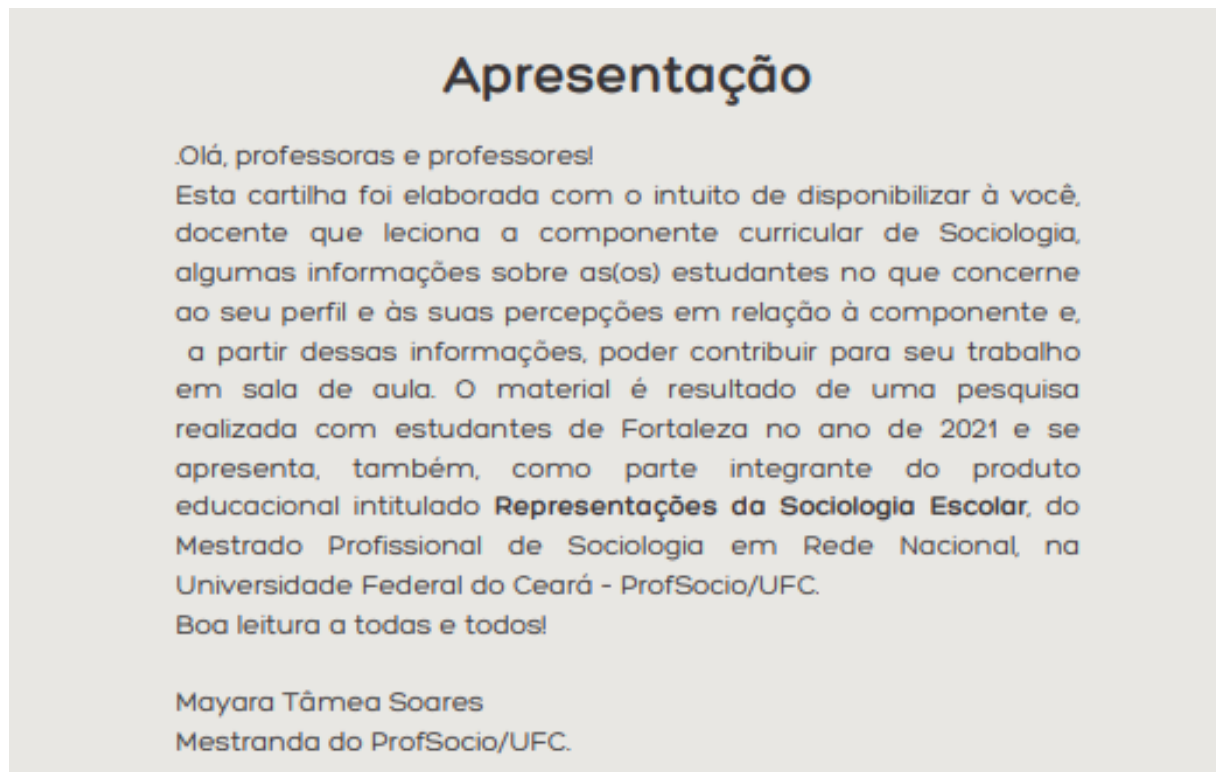 Apresentação
.Olá, professoras e professores!
Esta cartilha foi elaborada com o intuito de disponibilizar à você,
docente que leciona a componente curricular de Sociologia,
algumas informações sobre as(os) estudantes no que concerne
ao seu perfil e às suas percepções em relação à componente e,
a partir dessas informações, poder contribuir para seu trabalho
em sala de aula. O material é resultado de uma pesquisa
realizada com estudantes de Fortaleza no ano de 2021 e se
apresenta, também, como parte integrante do produto
educacional intitulado Representações da Sociologia Escolar, do
Mestrado Profissional de Sociologia em Rede Nacional, na
Universidade Federal do Ceará - ProfSocio/UFC.
Boa leitura a todas e todos!
Mayara Tâmea Soares
Mestranda do ProfSocio/UFC.